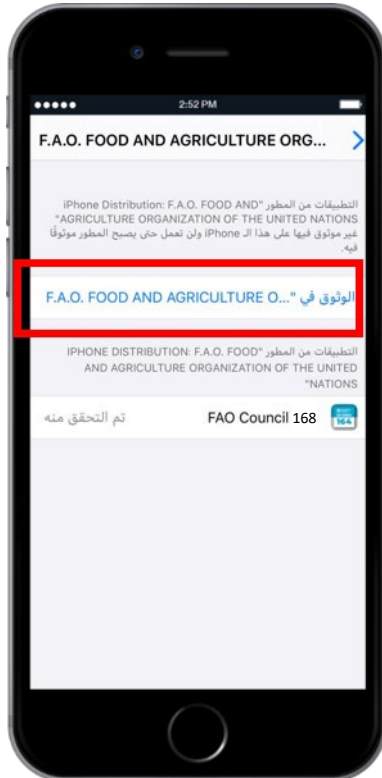 2:52 PM
F.A.O. FOOD AND AGRICULTURE ORG...
التطبيقات من المطور "iPhone Distribution: F.A.O. FOOD AND
AGRICULTURE ORGANIZATION OF THE UNITED NATIONS"
غير موثوق فيها على هذا الـ iPhone ولن تعمل حتى يصبح المطور موثوقًا
فيه.
الوثوق في "...F.A.O. FOOD AND AGRICULTURE O
التطبيقات من المطور "IPHONE DISTRIBUTION: F.A.O. FOOD
AND AGRICULTURE ORGANIZATION OF THE UNITED
NATIONS"
FAO Council 168
تم التحقق منه
164